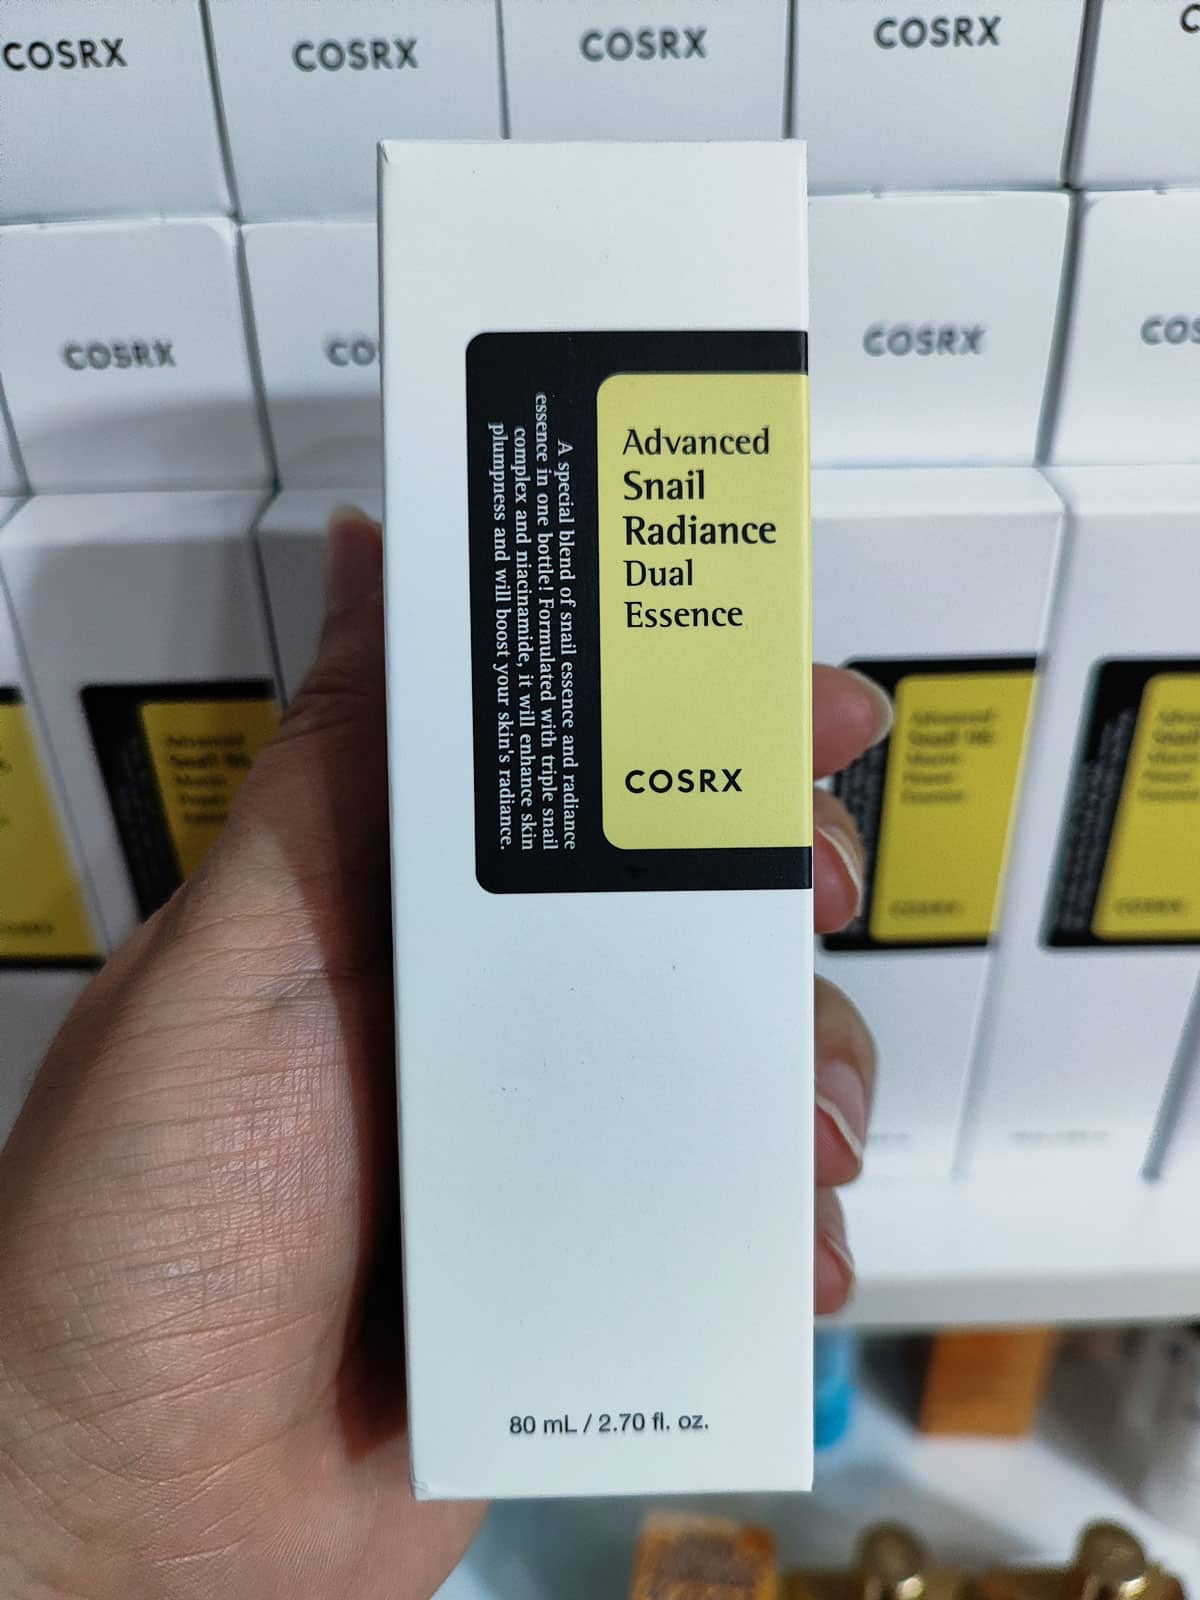 COSRX
COSRX
COSRX
COSRX
C
COSRX
CO
COSRX
COS
Advanced
Snail
Radiance
Dual
Essence
COSRX
A special blend of snail essence and radiance
essence in one bottle! Formulated with triple snail
complex and niacinamide, it will enhance skin
plumpness and will boost your skin's radiance.
80 mL / 2.70 fl. oz.